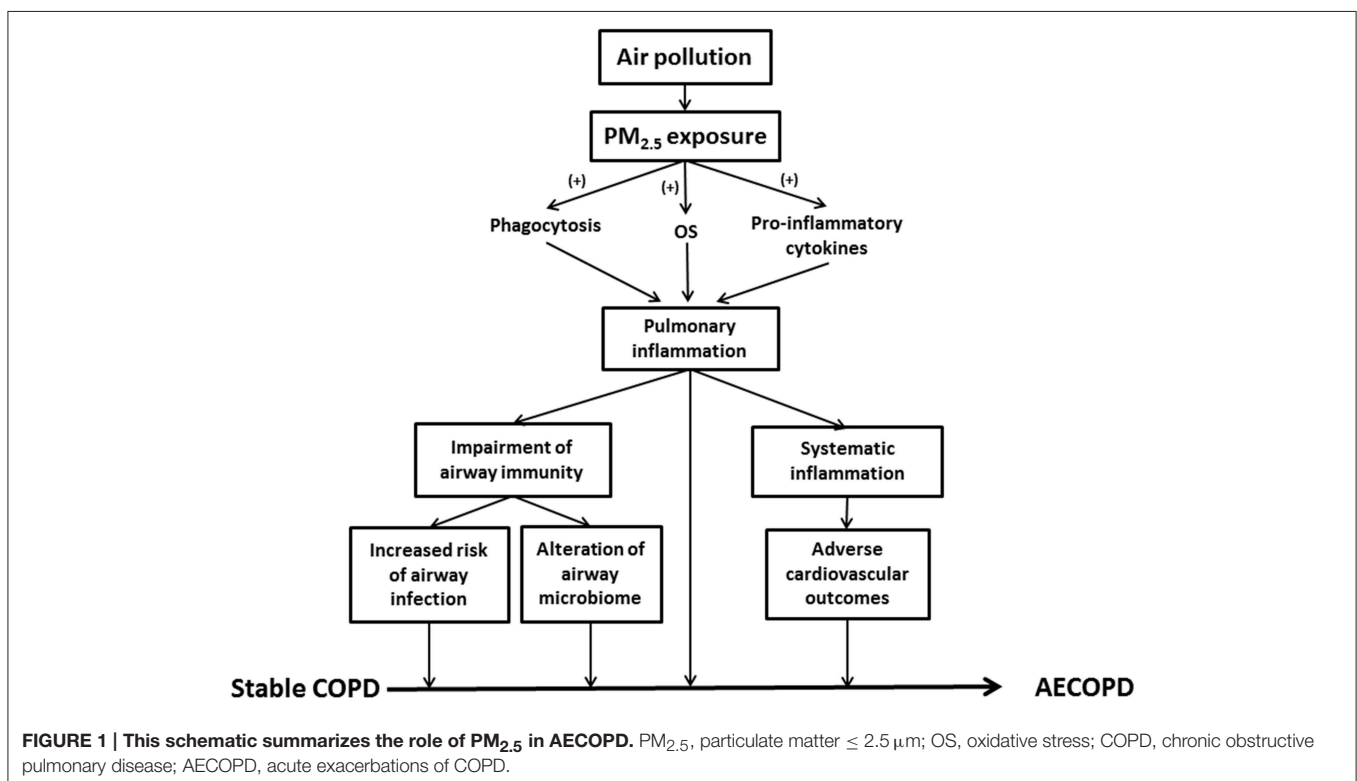 Air pollution
PM2.5 exposure
(+)
(+)
(+)
Phagocytosis
OS
Pro-inflammatory
cytokines
Pulmonary
inflammation
Impairment of
airway immunity
Systematic
inflammation
Increased risk
of airway
infection
Alteration of
airway
microbiome
Adverse
cardiovascular
outcomes
Stable COPD
AECOPD
FIGURE 1 | This schematic summarizes the role of PM2.5 in AECOPD. PM2.5, particulate matter ≤ 2.5 μm; OS, oxidative stress; COPD, chronic obstructive
pulmonary disease; AECOPD, acute exacerbations of COPD.